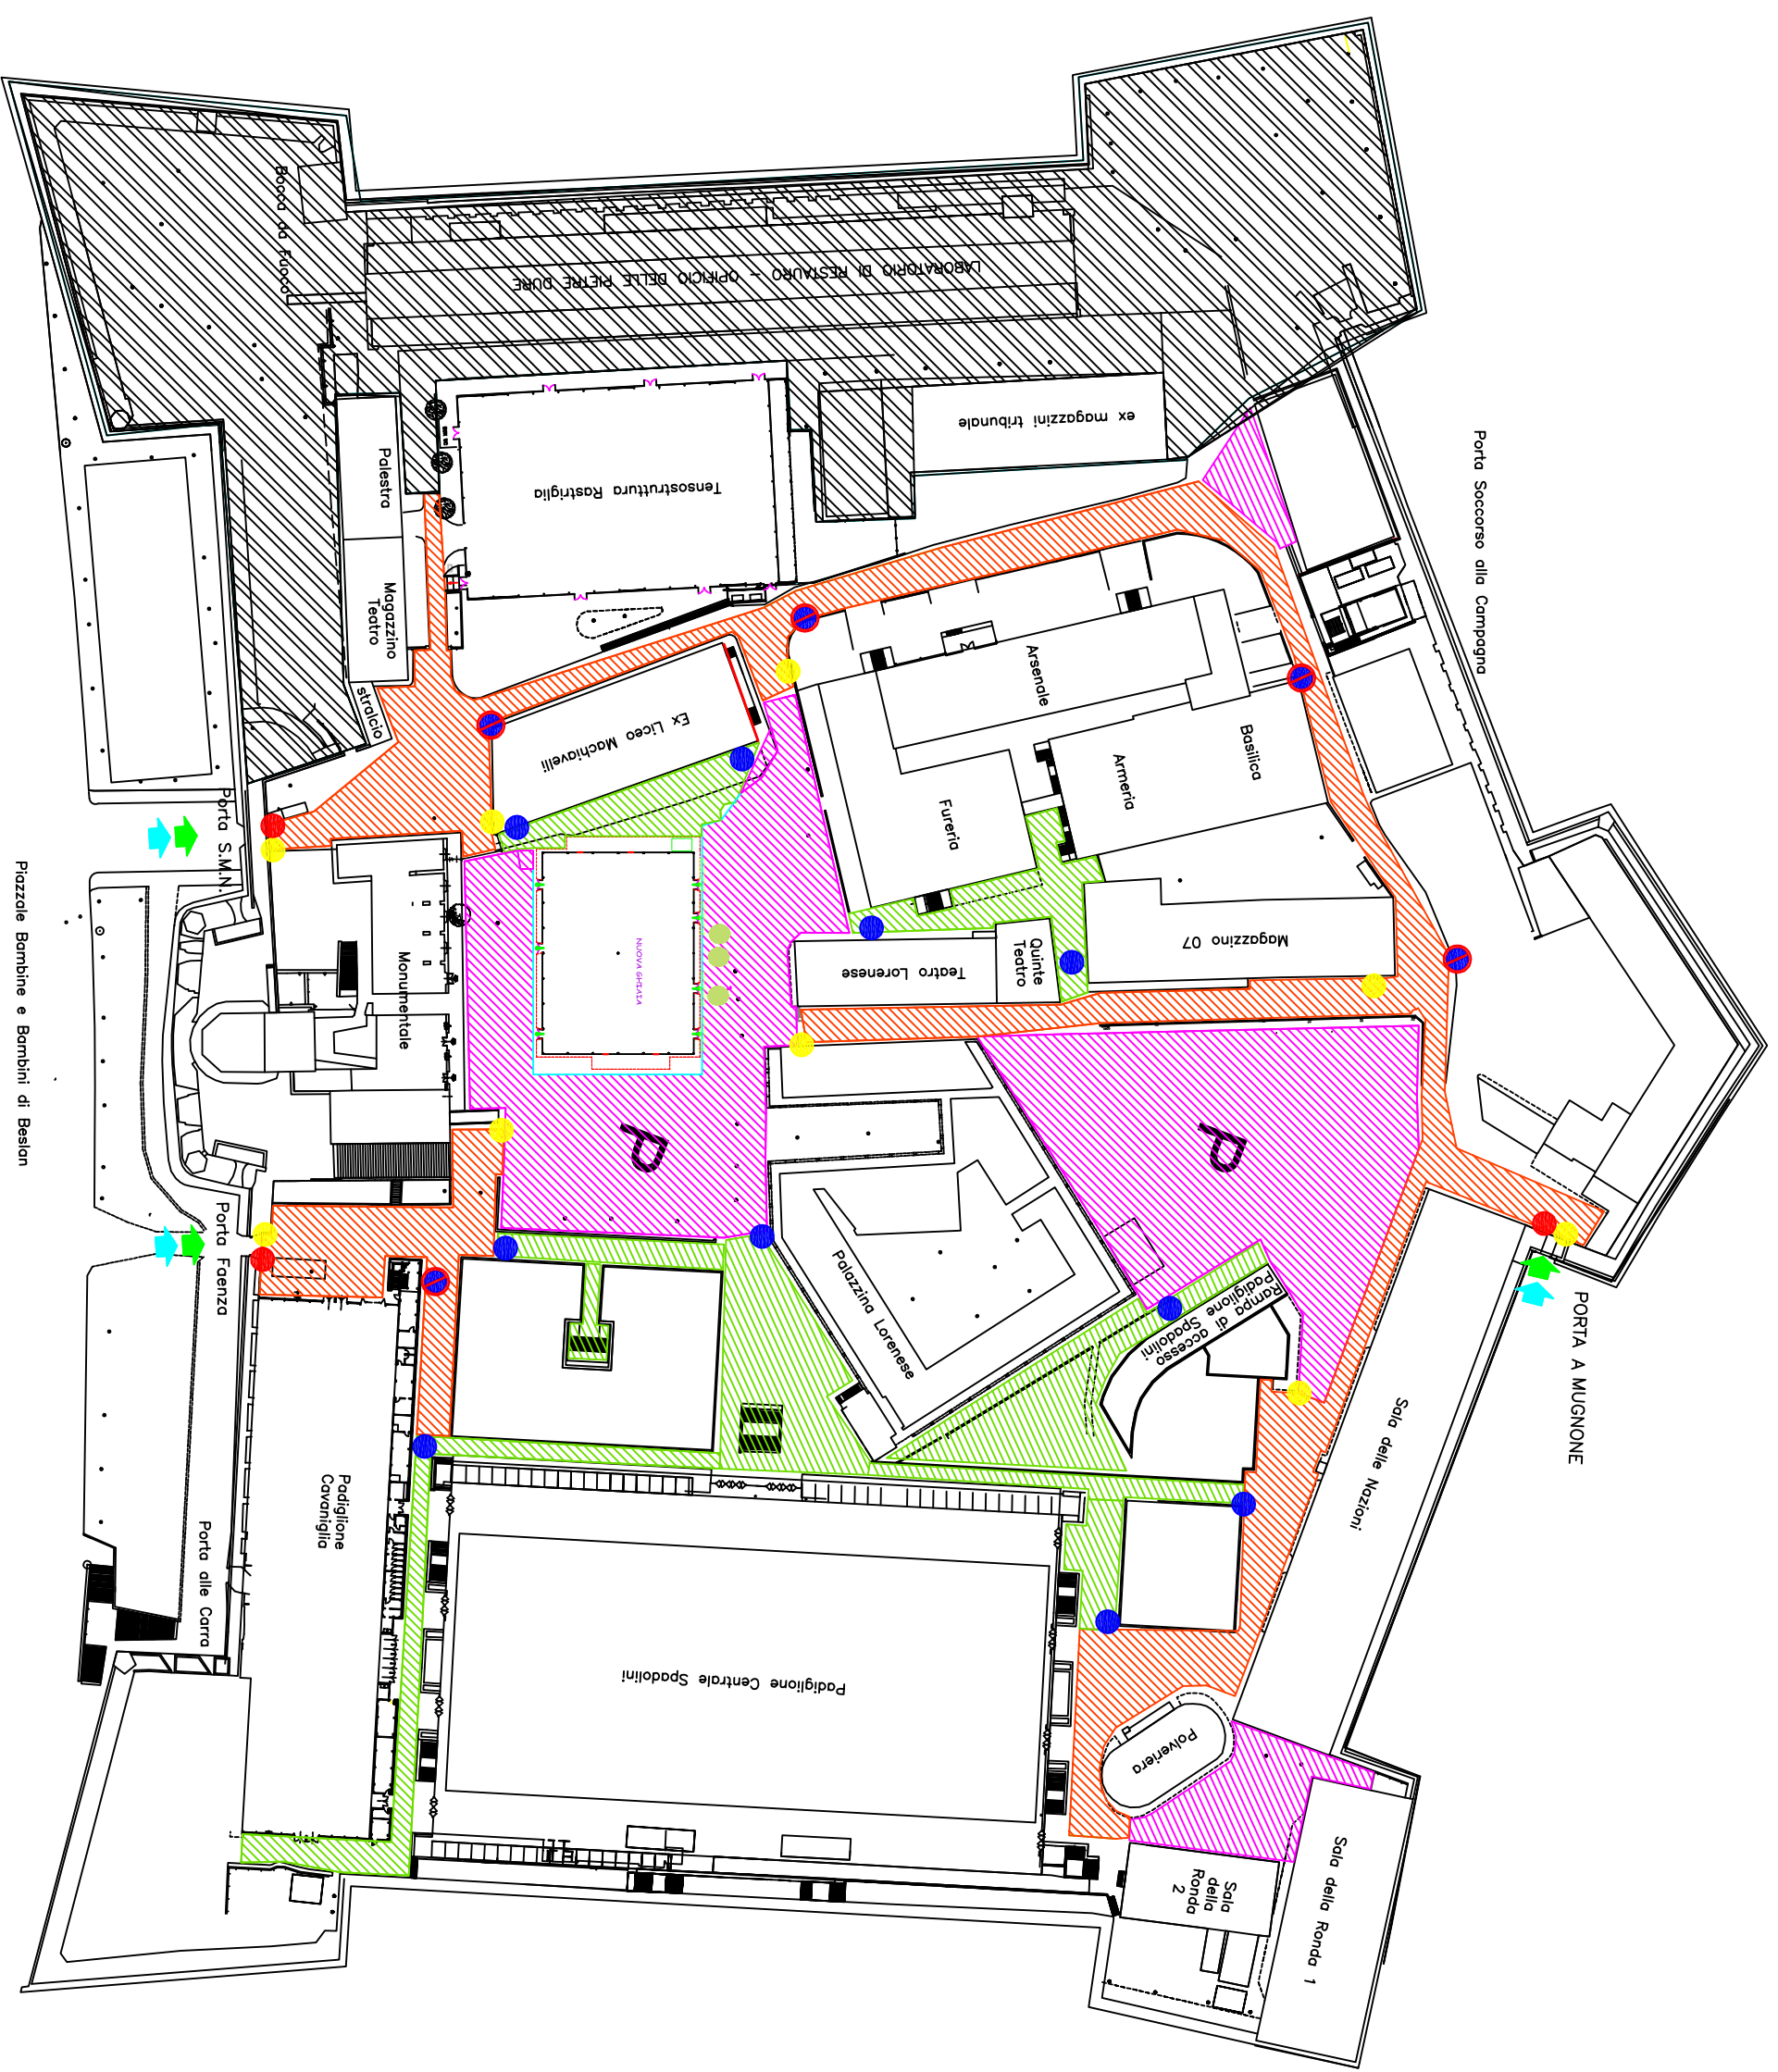 Porta Soccorso alla Campagna
Bocca da Fuoco
LABORATORIO DI RESTAURO - OPIFICIO DELLE PIETRE DURE
ex magazzini tribunale
Tensostruttura Rastriglia
Palestra
Magazzino
Teatro
stralcio
Ex Liceo Machiavelli
Arsenale
Basilica
Armeria
Fureria
Porta S.M.N.
Piazzale Bambine e Bambini di Beslan
Monumentale
NUOVA GHIAIA
Teatro Lorenese
Quinte
Teatro
Magazzino 07
P
P
Porta Faenza
Palazzina Lorenese
Rampa di accesso
Padiglione Spadolini
PORTA A MUGNONE
Sala delle Nazioni
Padiglione
Cavaniglia
Porta alle Carra
Padiglione Centrale Spadolini
Polveriera
Sala
della
Ronda
2
Sala della Ronda 1